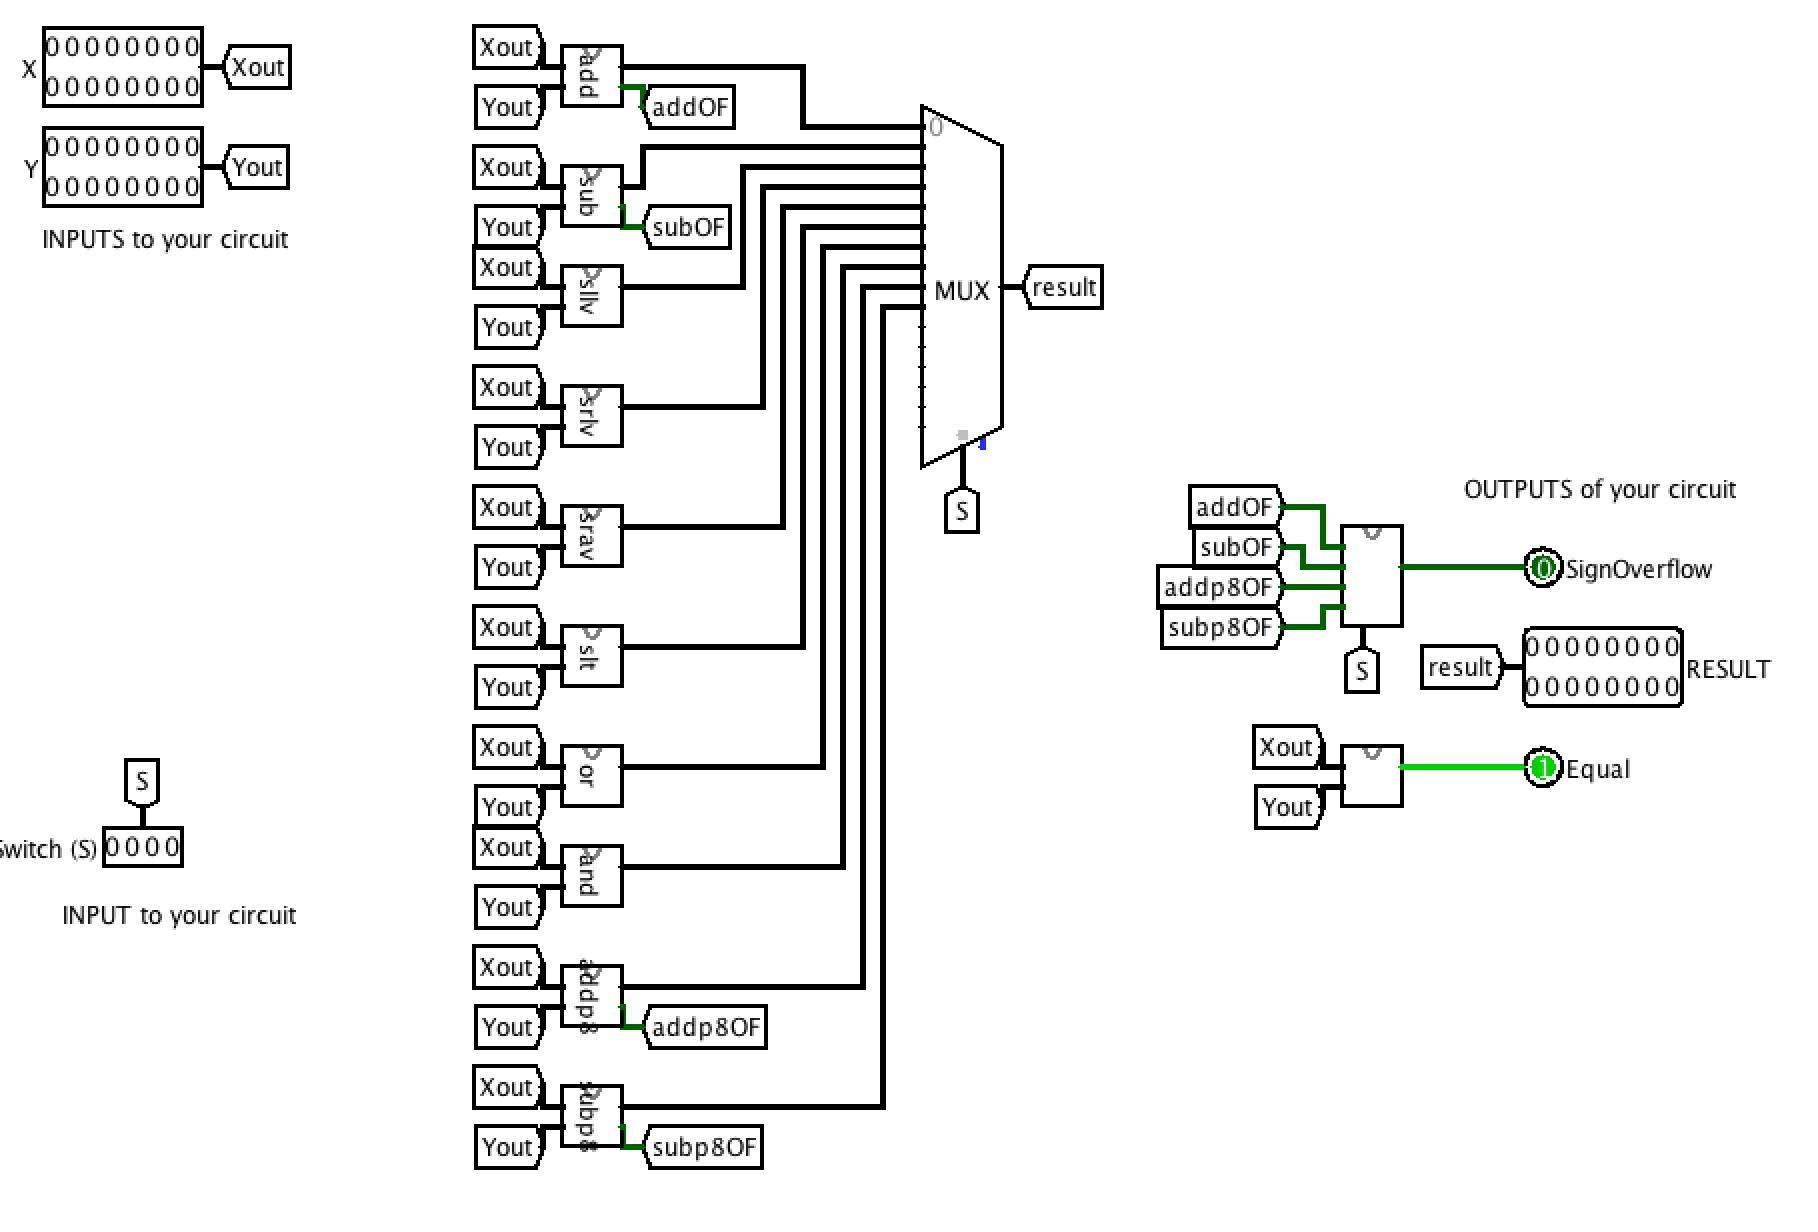 X
00000000
00000000
Xout
Y
00000000
00000000
Yout
INPUTS to your circuit
S
Switch (S)
0000
INPUT to your circuit
Xout
Yout
add
addOF
Xout
Yout
sub
subOF
Xout
Yout
sllv
Xout
Yout
srlv
Xout
Yout
srav
Xout
Yout
slt
Xout
Yout
or
Xout
Yout
and
Xout
Yout
addp8
addp8OF
Xout
Yout
subp8
subp8OF
0
MUX
S
result
OUTPUTS of your circuit
addOF
subOF
addp8OF
subp8OF
S
0
SignOverflow
result
00000000
00000000
RESULT
Xout
Yout
1
Equal